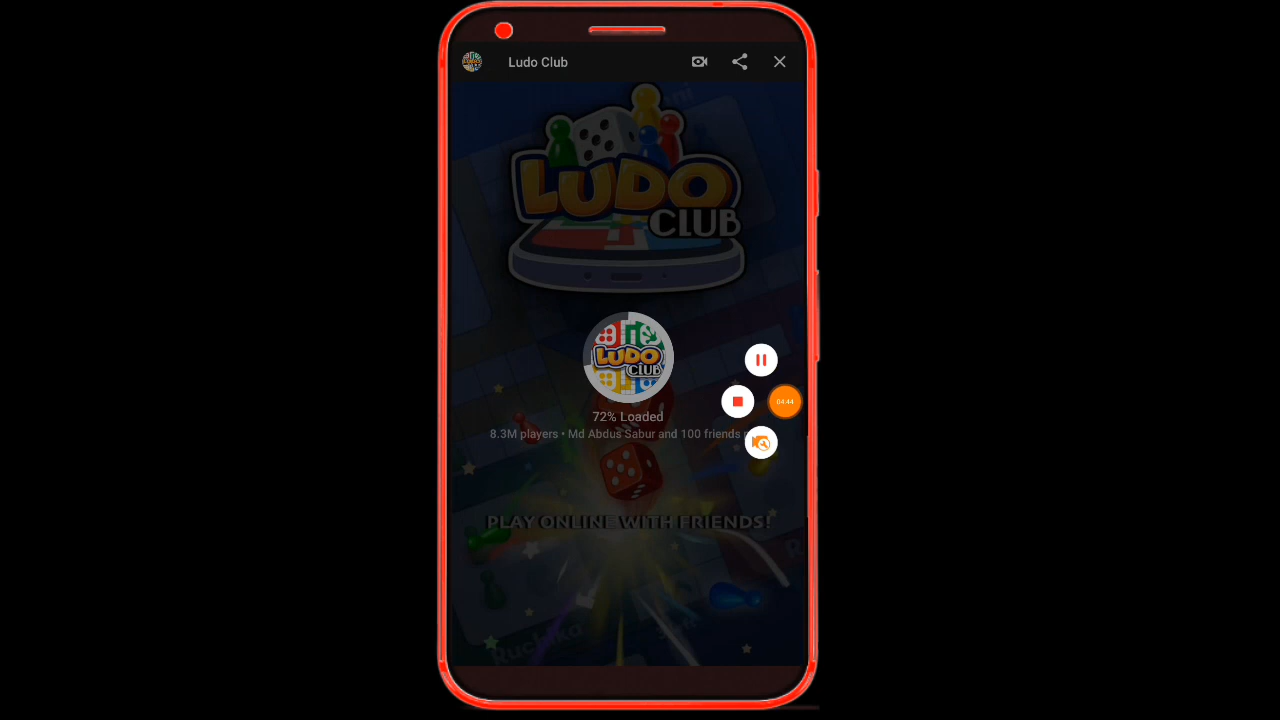 Ludo Club
LUDO
CLUB
LUDO
CLUB
72% Loaded
8.3M players • Md Abdus Sabur and 100 friends
04:44
PLAY ONLINE WITH FRIENDS!
Ruchika